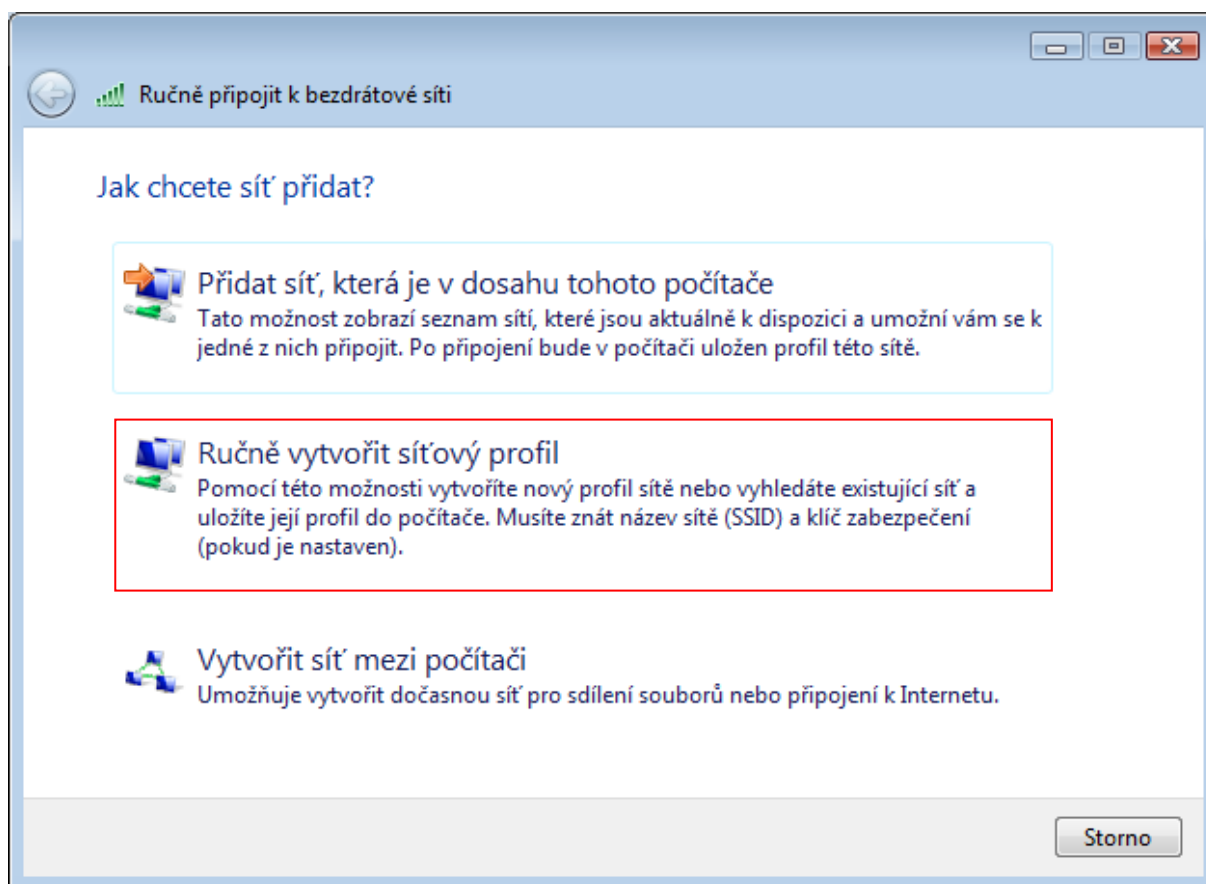 Ručně připojit k bezdrátové síti
Jak chcete síť přidat?
Přidat síť, která je v dosahu tohoto počítače
Tato možnost zobrazí seznam sítí, které jsou aktuálně k dispozici a umožní vám se k
jedné z nich připojit. Po připojení bude v počítači uložen profil této sítě.
Ručně vytvořit síťový profil
Pomocí této možnosti vytvoříte nový profil sítě nebo vyhledáte existující síť a
uložíte její profil do počítače. Musíte znát název sítě (SSID) a klíč zabezpečení
(pokud je nastaven).
Vytvořit síť mezi počítači
Umožňuje vytvořit dočasnou síť pro sdílení souborů nebo připojení k Internetu.
Storno